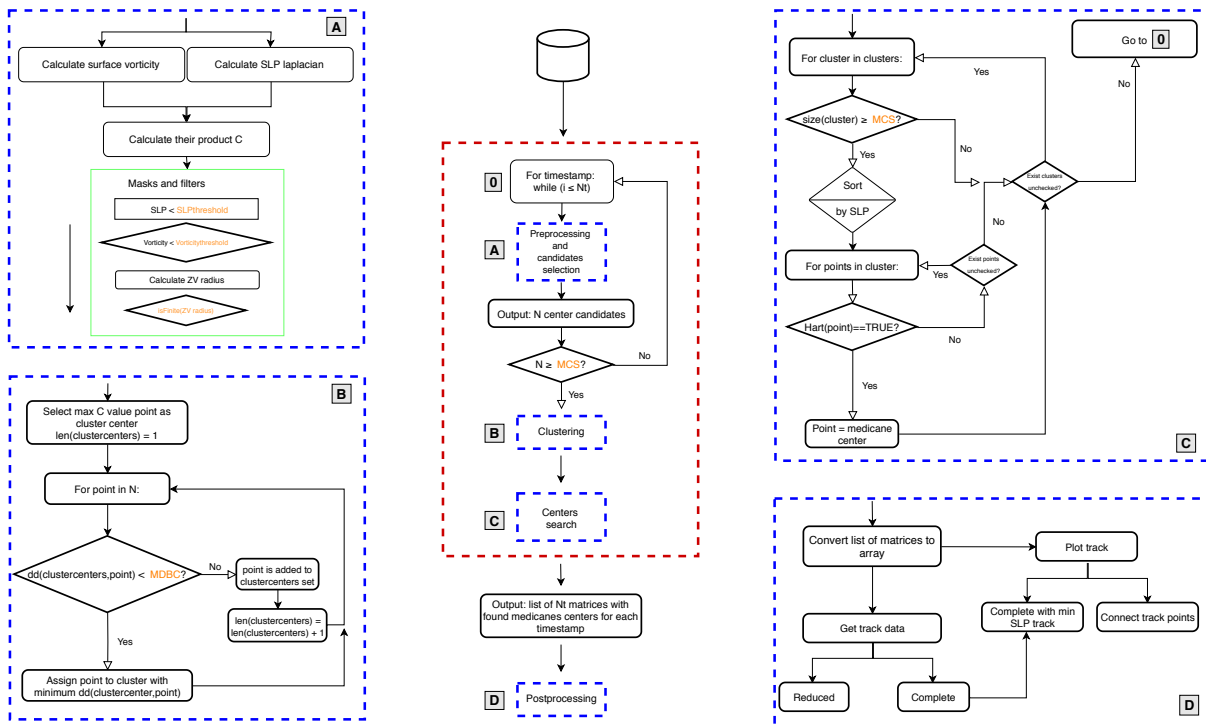 A
Calculate surface vorticity
Calculate SLP laplacian
Calculate their product C
Masks and filters
SLP < SLPthreshold
Vorticity < Vorticitythreshold
Calculate ZV radius
isFinite(ZV radius)
B
Select max C value point as
cluster center
len(clustercenters) = 1
For point in N:
dd(clustercenters,point) < MDBC?
No
point is added to
clustercenters set
len(clustercenters) =
len(clustercenters) + 1
Yes
Assign point to cluster with
minimum dd(clustercenter,point)
0
For timestamp:
while (i ≤ Nt)
A
Preprocessing
and
candidates
selection
Output: N center candidates
N ≥ MCS?
No
Yes
B
Clustering
C
Centers
search
Output: list of Nt matrices with
found medicanes centers for each
timestamp
D
Postprocessing
Go to 0
For cluster in clusters:
Yes
No
size(cluster) ≥ MCS?
No
Yes
Exist clusters
unchecked?
Sort
by SLP
No
For points in cluster:
Yes
Exist points
unchecked?
Hart(point)==TRUE?
No
Yes
Point = medicane
center
C
Convert list of matrices to
array
Plot track
Complete with min
SLP track
Connect track points
Get track data
Reduced
Complete
D